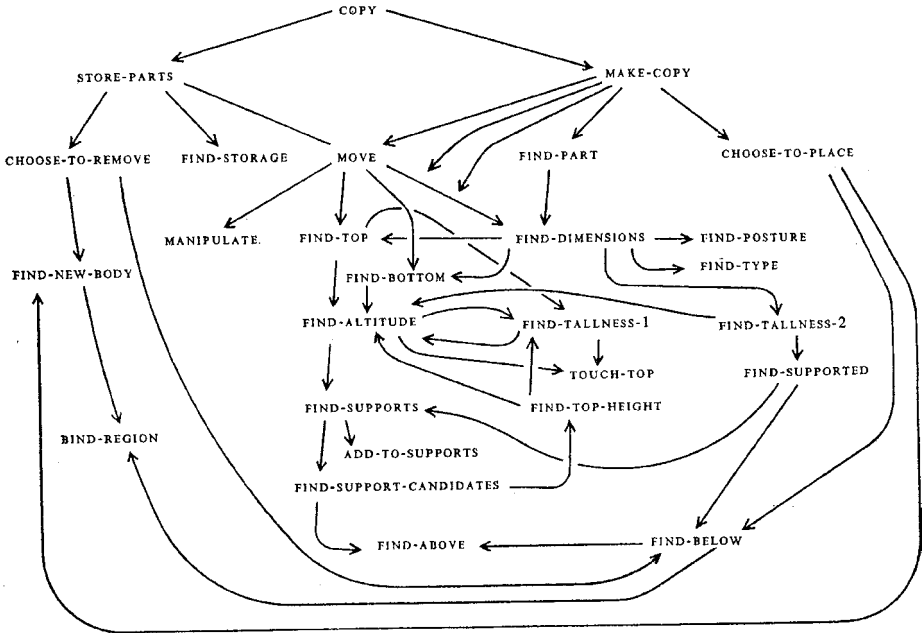 COPY
STORE-PARTS
MAKE-COPY
CHOOSE-TO-REMOVE
FIND-STORAGE
MOVE
FIND-PART
CHOOSE-TO-PLACE
MANIPULATE.
FIND-TOP
FIND-DIMENSIONS
FIND-POSTURE
FIND-NEW-BODY
FIND-BOTTOM
FIND-TYPE
FIND-ALTITUDE
FIND-TALLNESS-1
FIND-TALLNESS-2
TOUCH-TOP
FIND-SUPPORTED
FIND-SUPPORTS
FIND-TOP-HEIGHT
BIND-REGION
ADD-TO-SUPPORTS
FIND-SUPPORT-CANDIDATES
FIND-ABOVE
FIND-BELOW